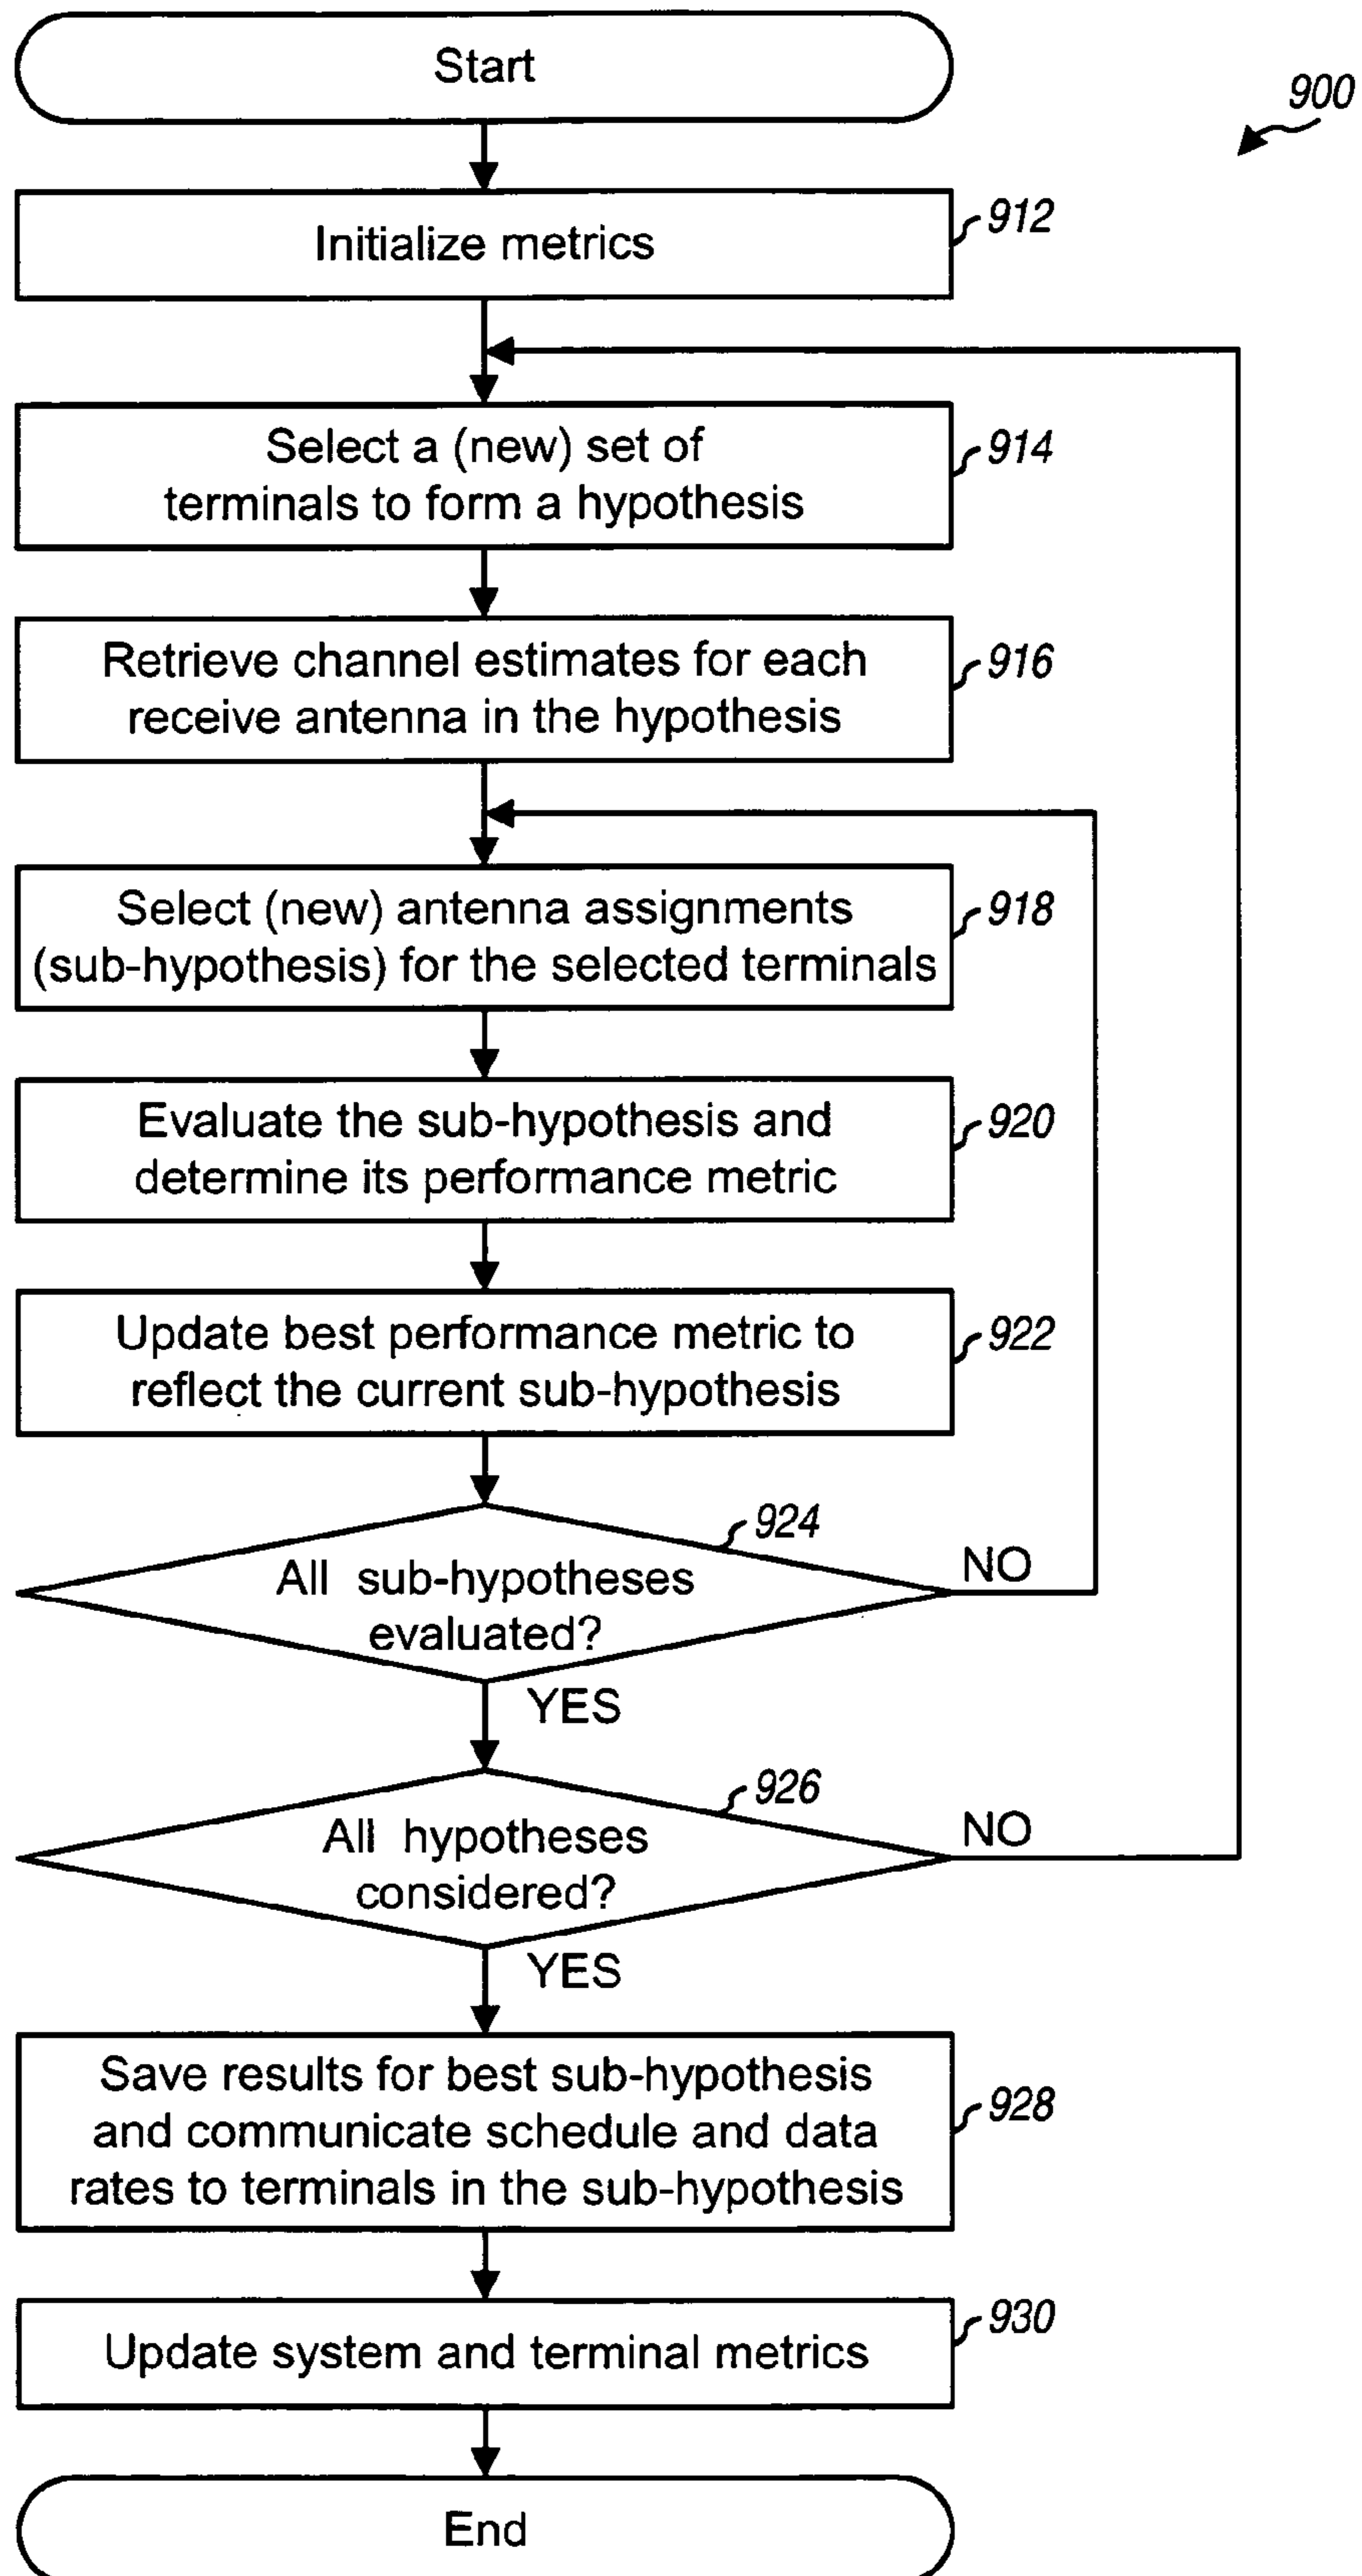 Start
900
Initialize metrics
912
Select a (new) set of
terminals to form a hypothesis
914
Retrieve channel estimates for each
receive antenna in the hypothesis
916
Select (new) antenna assignments
(sub-hypothesis) for the selected terminals
918
Evaluate the sub-hypothesis and
determine its performance metric
920
Update best performance metric to
reflect the current sub-hypothesis
922
924
All sub-hypotheses
evaluated?
NO
YES
926
All hypotheses
considered?
NO
YES
Save results for best sub-hypothesis
and communicate schedule and data
rates to terminals in the sub-hypothesis
928
Update system and terminal metrics
930
End